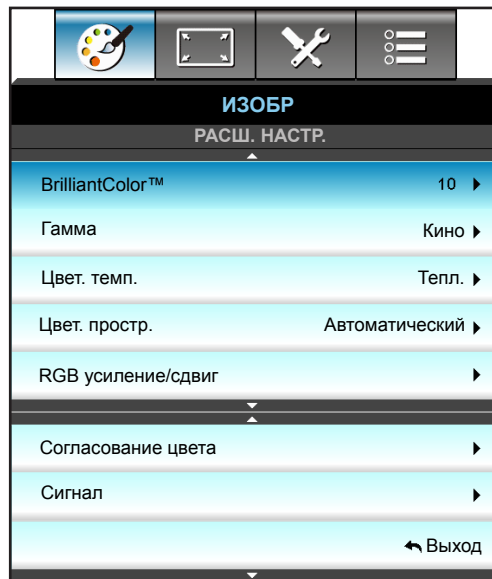 ИЗОБР
РАСШ. НАСТР.
BrilliantColor™ 10
Гамма Кино
Цвет. темп. Тепл.
Цвет. простр. Автоматический
RGB усиление/сдвиг
Согласование цвета
Сигнал
Выход